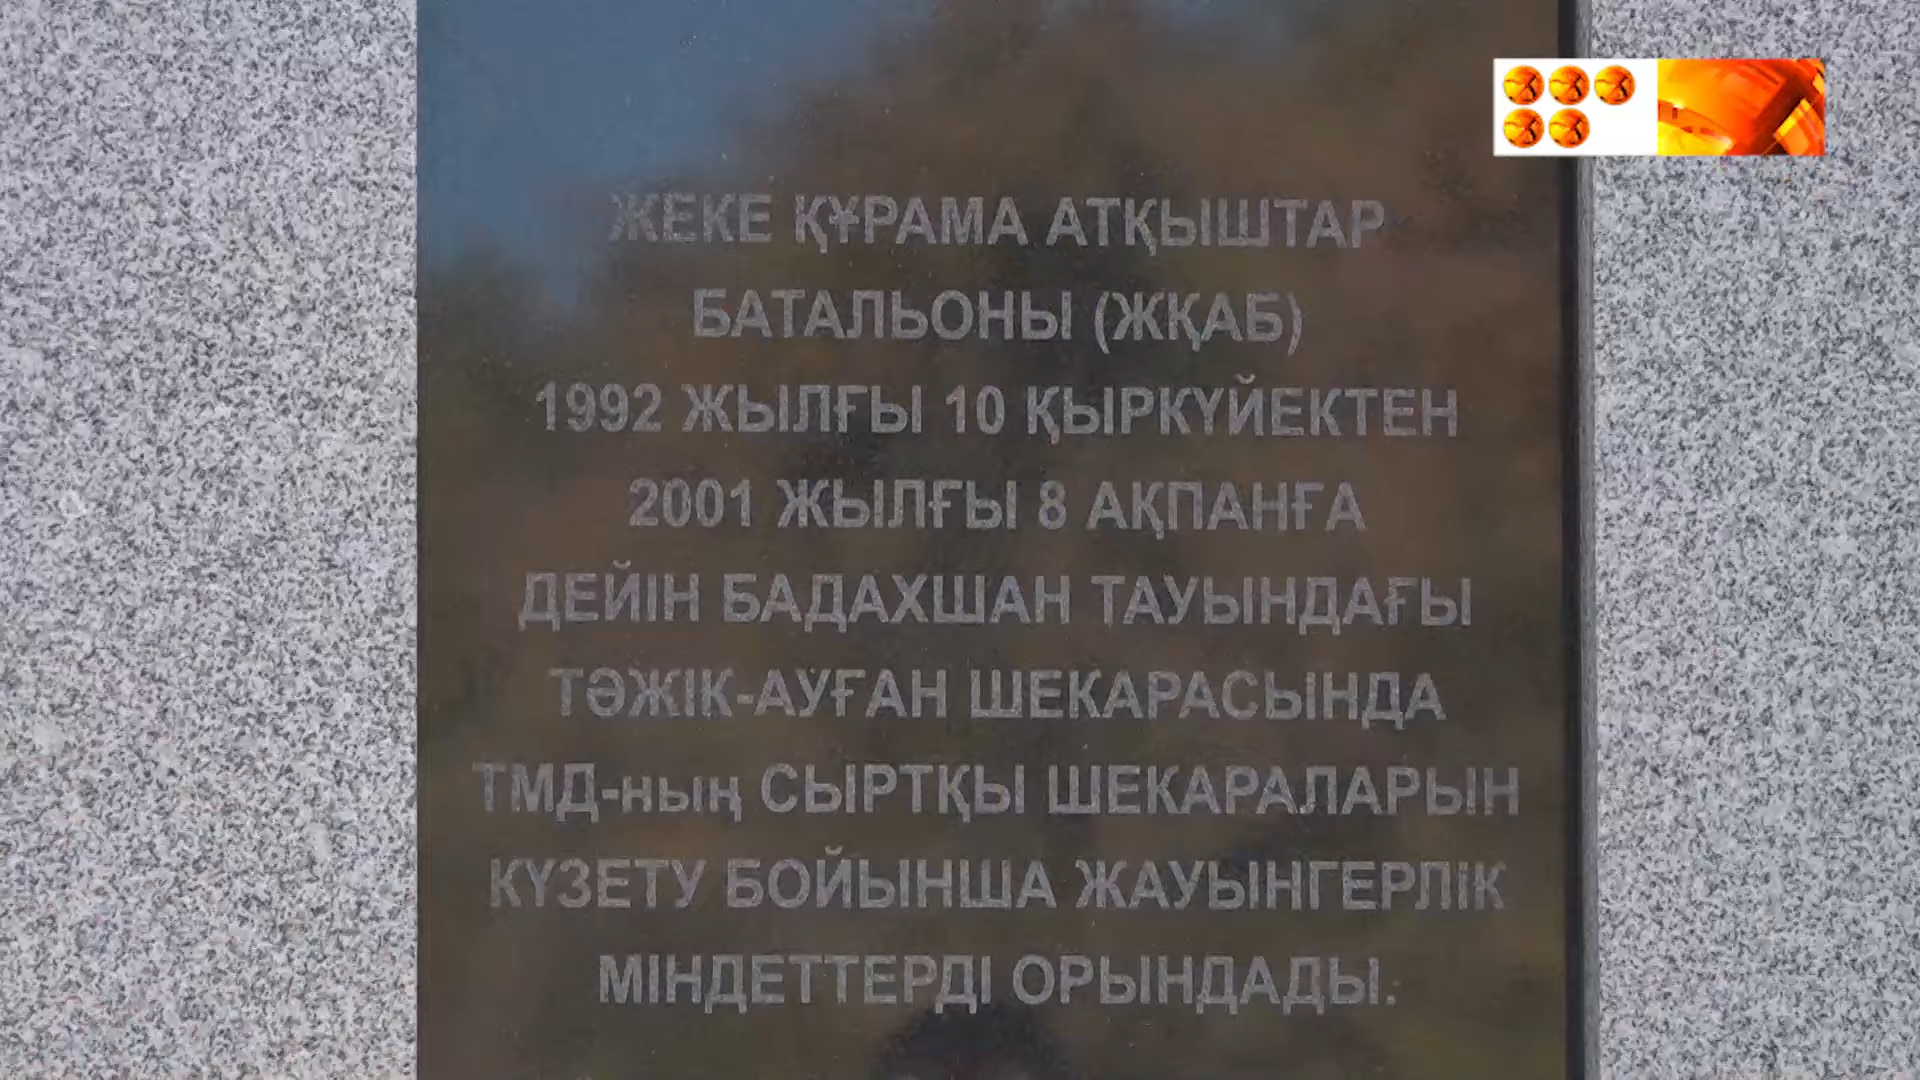 ЖЕКЕ ҚҰРАМА АТҚЫШТАР
БАТАЛЬОНЫ (ЖҚАБ)
1992 ЖЫЛҒЫ 10 ҚЫРКҮЙЕКТЕН
2001 ЖЫЛҒЫ 8 АҚПАНҒА
ДЕЙІН БАДАХШАН ТАУЫНДАҒЫ
ТӘЖІК-АУҒАН ШЕКАРАСЫНДА
ТМД-ның СЫРТҚЫ ШЕКАРАЛАРЫН
КҮЗЕТУ БОЙЫНША ЖАУЫНГЕРЛІК
МІНДЕТТЕРДІ ОРЫНДАДЫ.